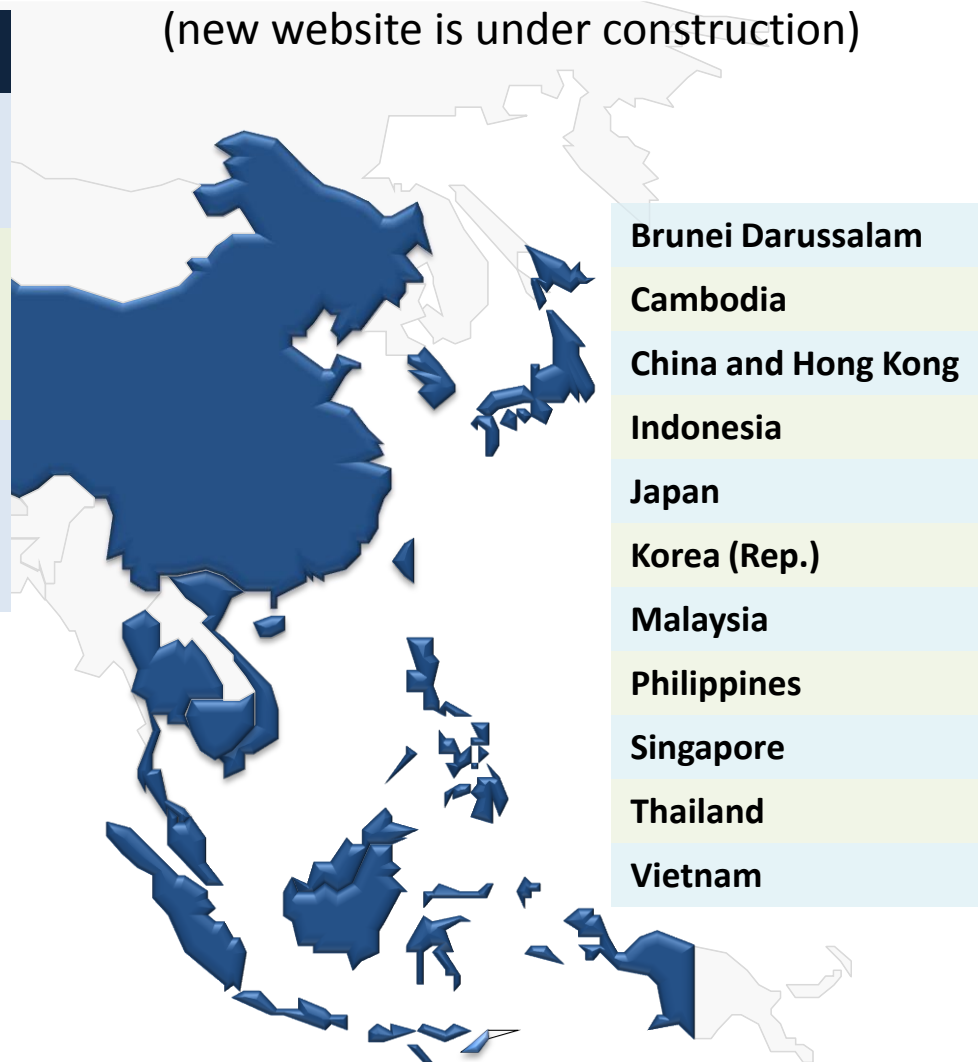 (new website is under construction)
Brunei Darussalam
Cambodia
China and Hong Kong
Indonesia
Japan
Korea (Rep.)
Malaysia
Philippines
Singapore
Thailand
Vietnam